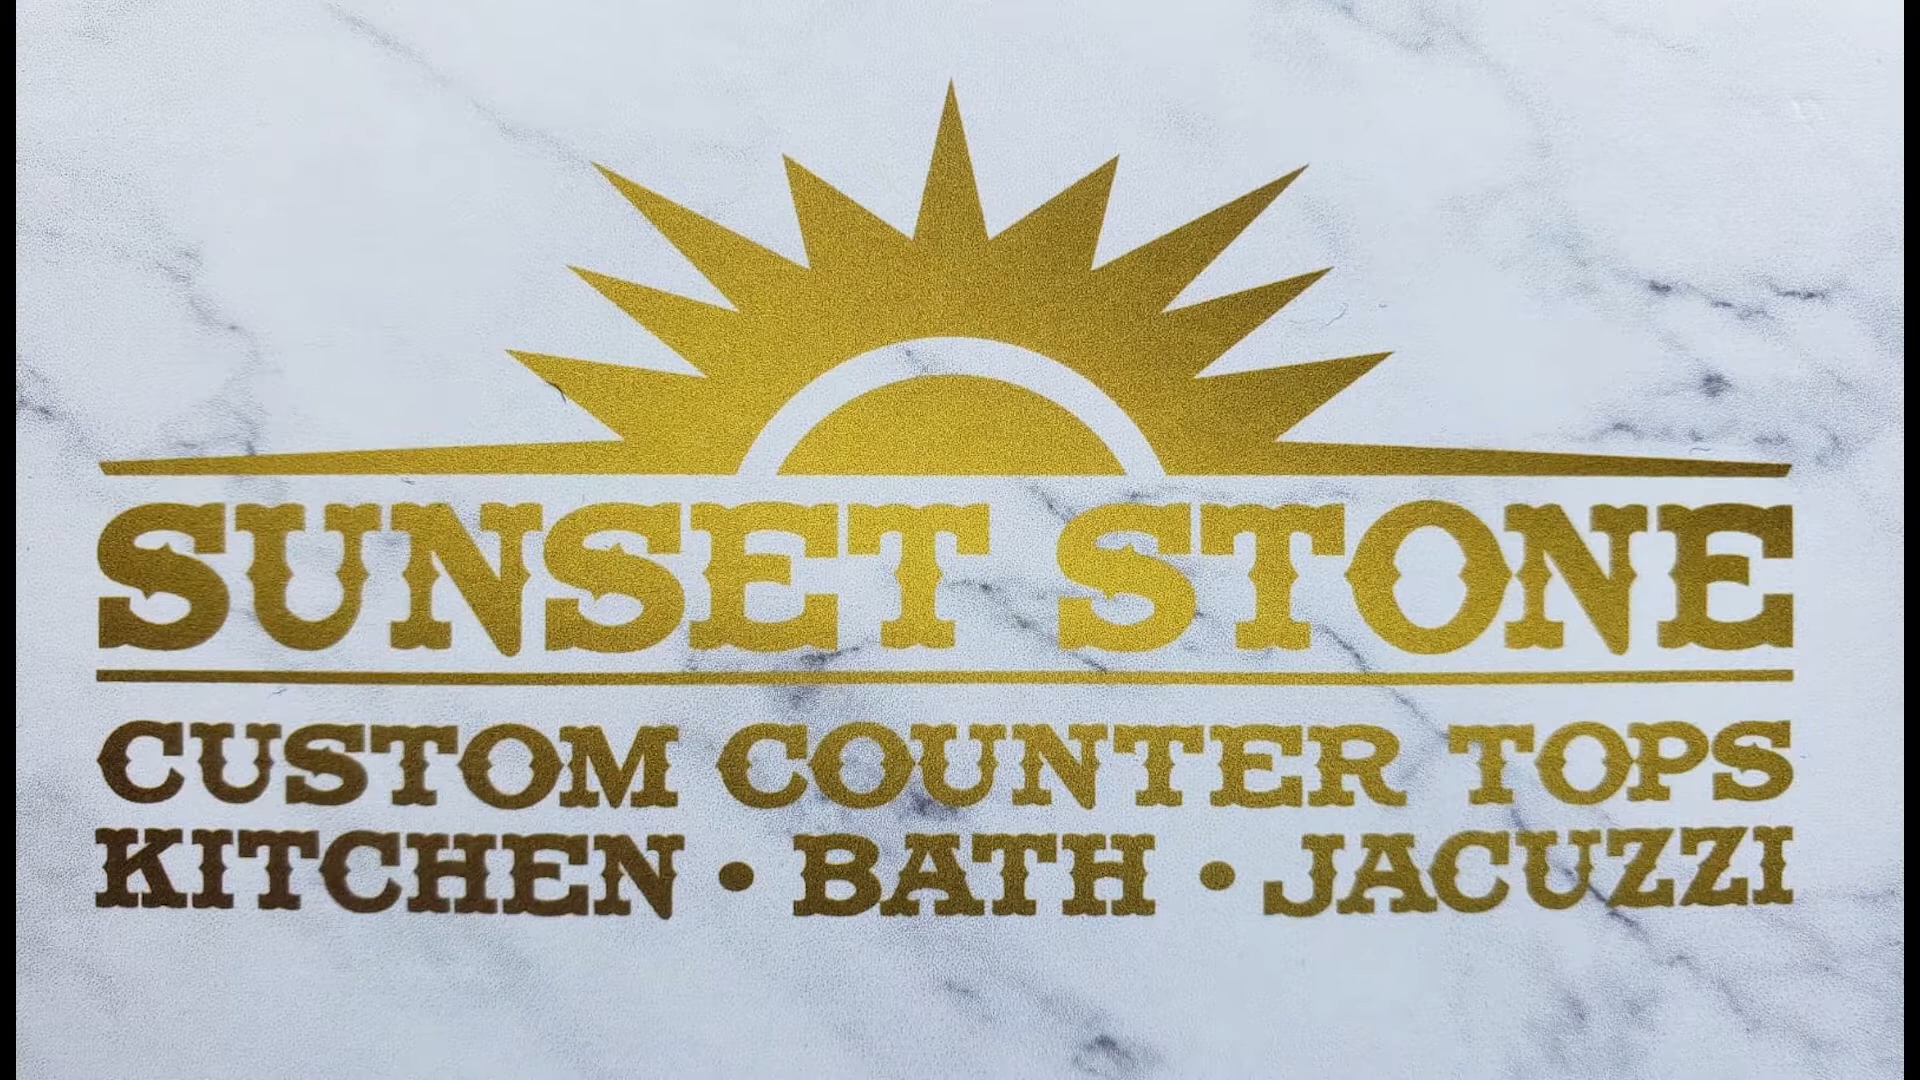 SUNSET STONE
CUSTOM COUNTER TOPS
KITCHEN • BATH • JACUZZI